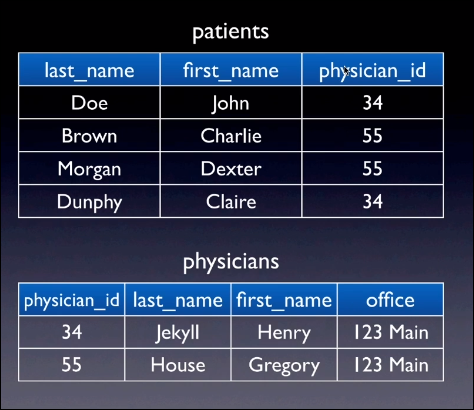 patients
last_name first_name physician_id
Doe John 34
Brown Charlie 55
Morgan Dexter 55
Dunphy Claire 34
physicians
physician_id last_name first_name office
34 Jekyll Henry 123 Main
55 House Gregory 123 Main